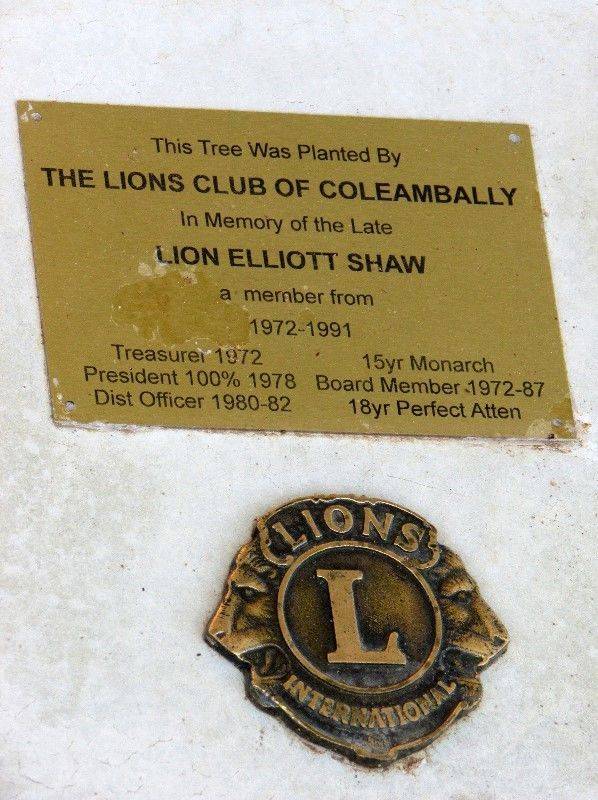 This Tree Was Planted By
THE LIONS CLUB OF COLEAMBALLY
In Memory of the Late
LION ELLIOTT SHAW
a member from
1972-1991
Treasurer 1972 15yr Monarch
President 100% 1978 Board Member 1972-87
Dist Officer 1980-82 18yr Perfect Atten
LIONS
L
INTERNATIONAL